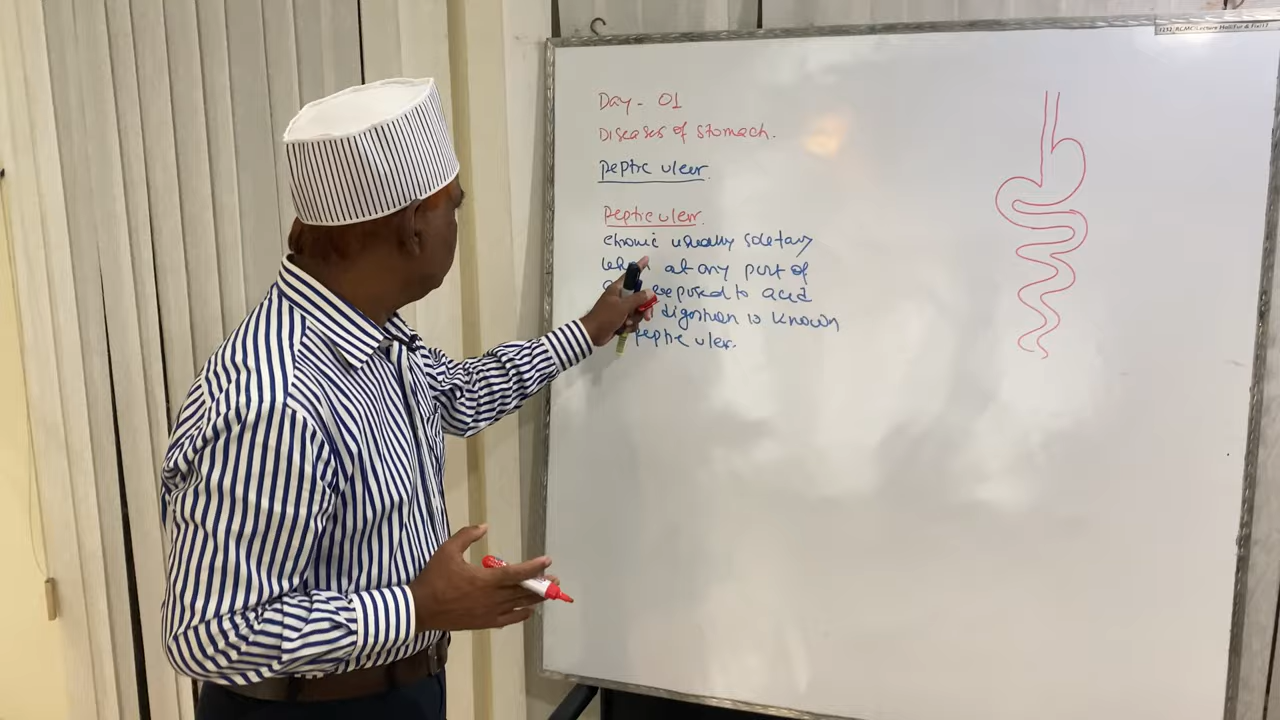 Day - 01
Diseases of stomach.
peptic ulcer.
Peptic ulcer.
chronic usually soletary
at any part of
exposed to acid
digestion is known
peptic ulcer.